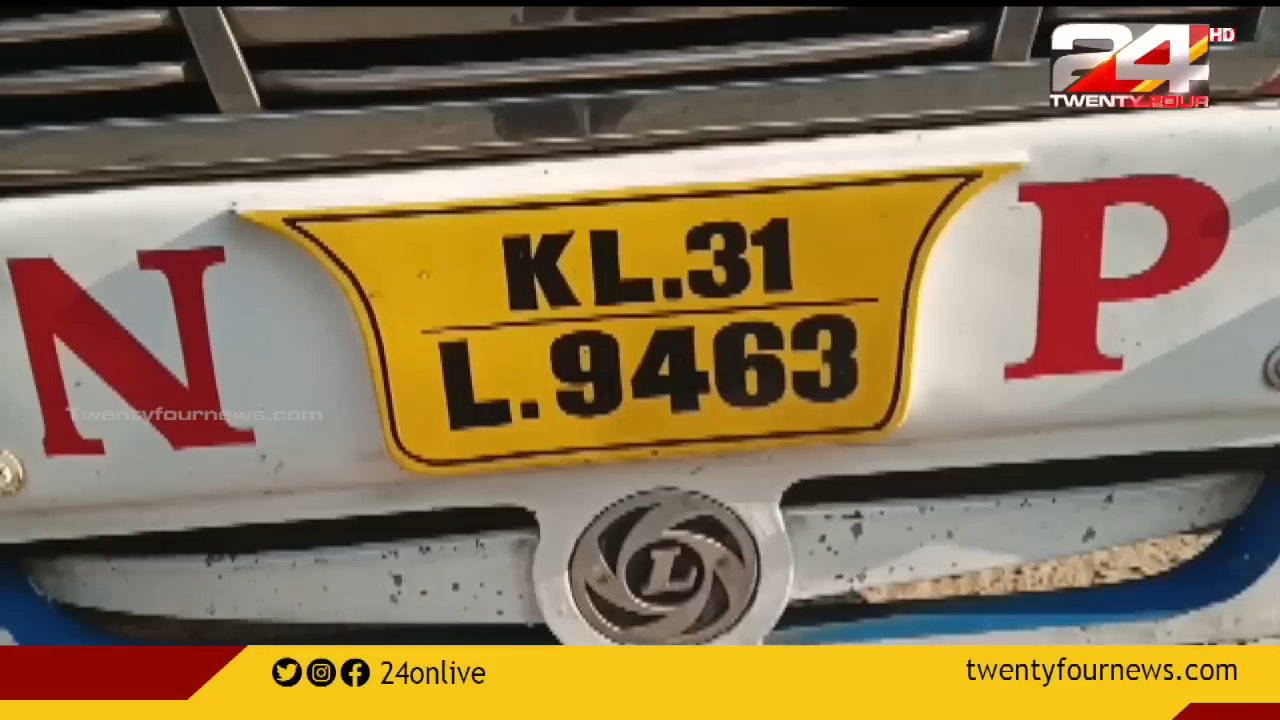 24 HD
TWENTY FOUR
N P
KL.31
L.9463
Twentyfournews.com
L
24onlive
twentyfournews.com